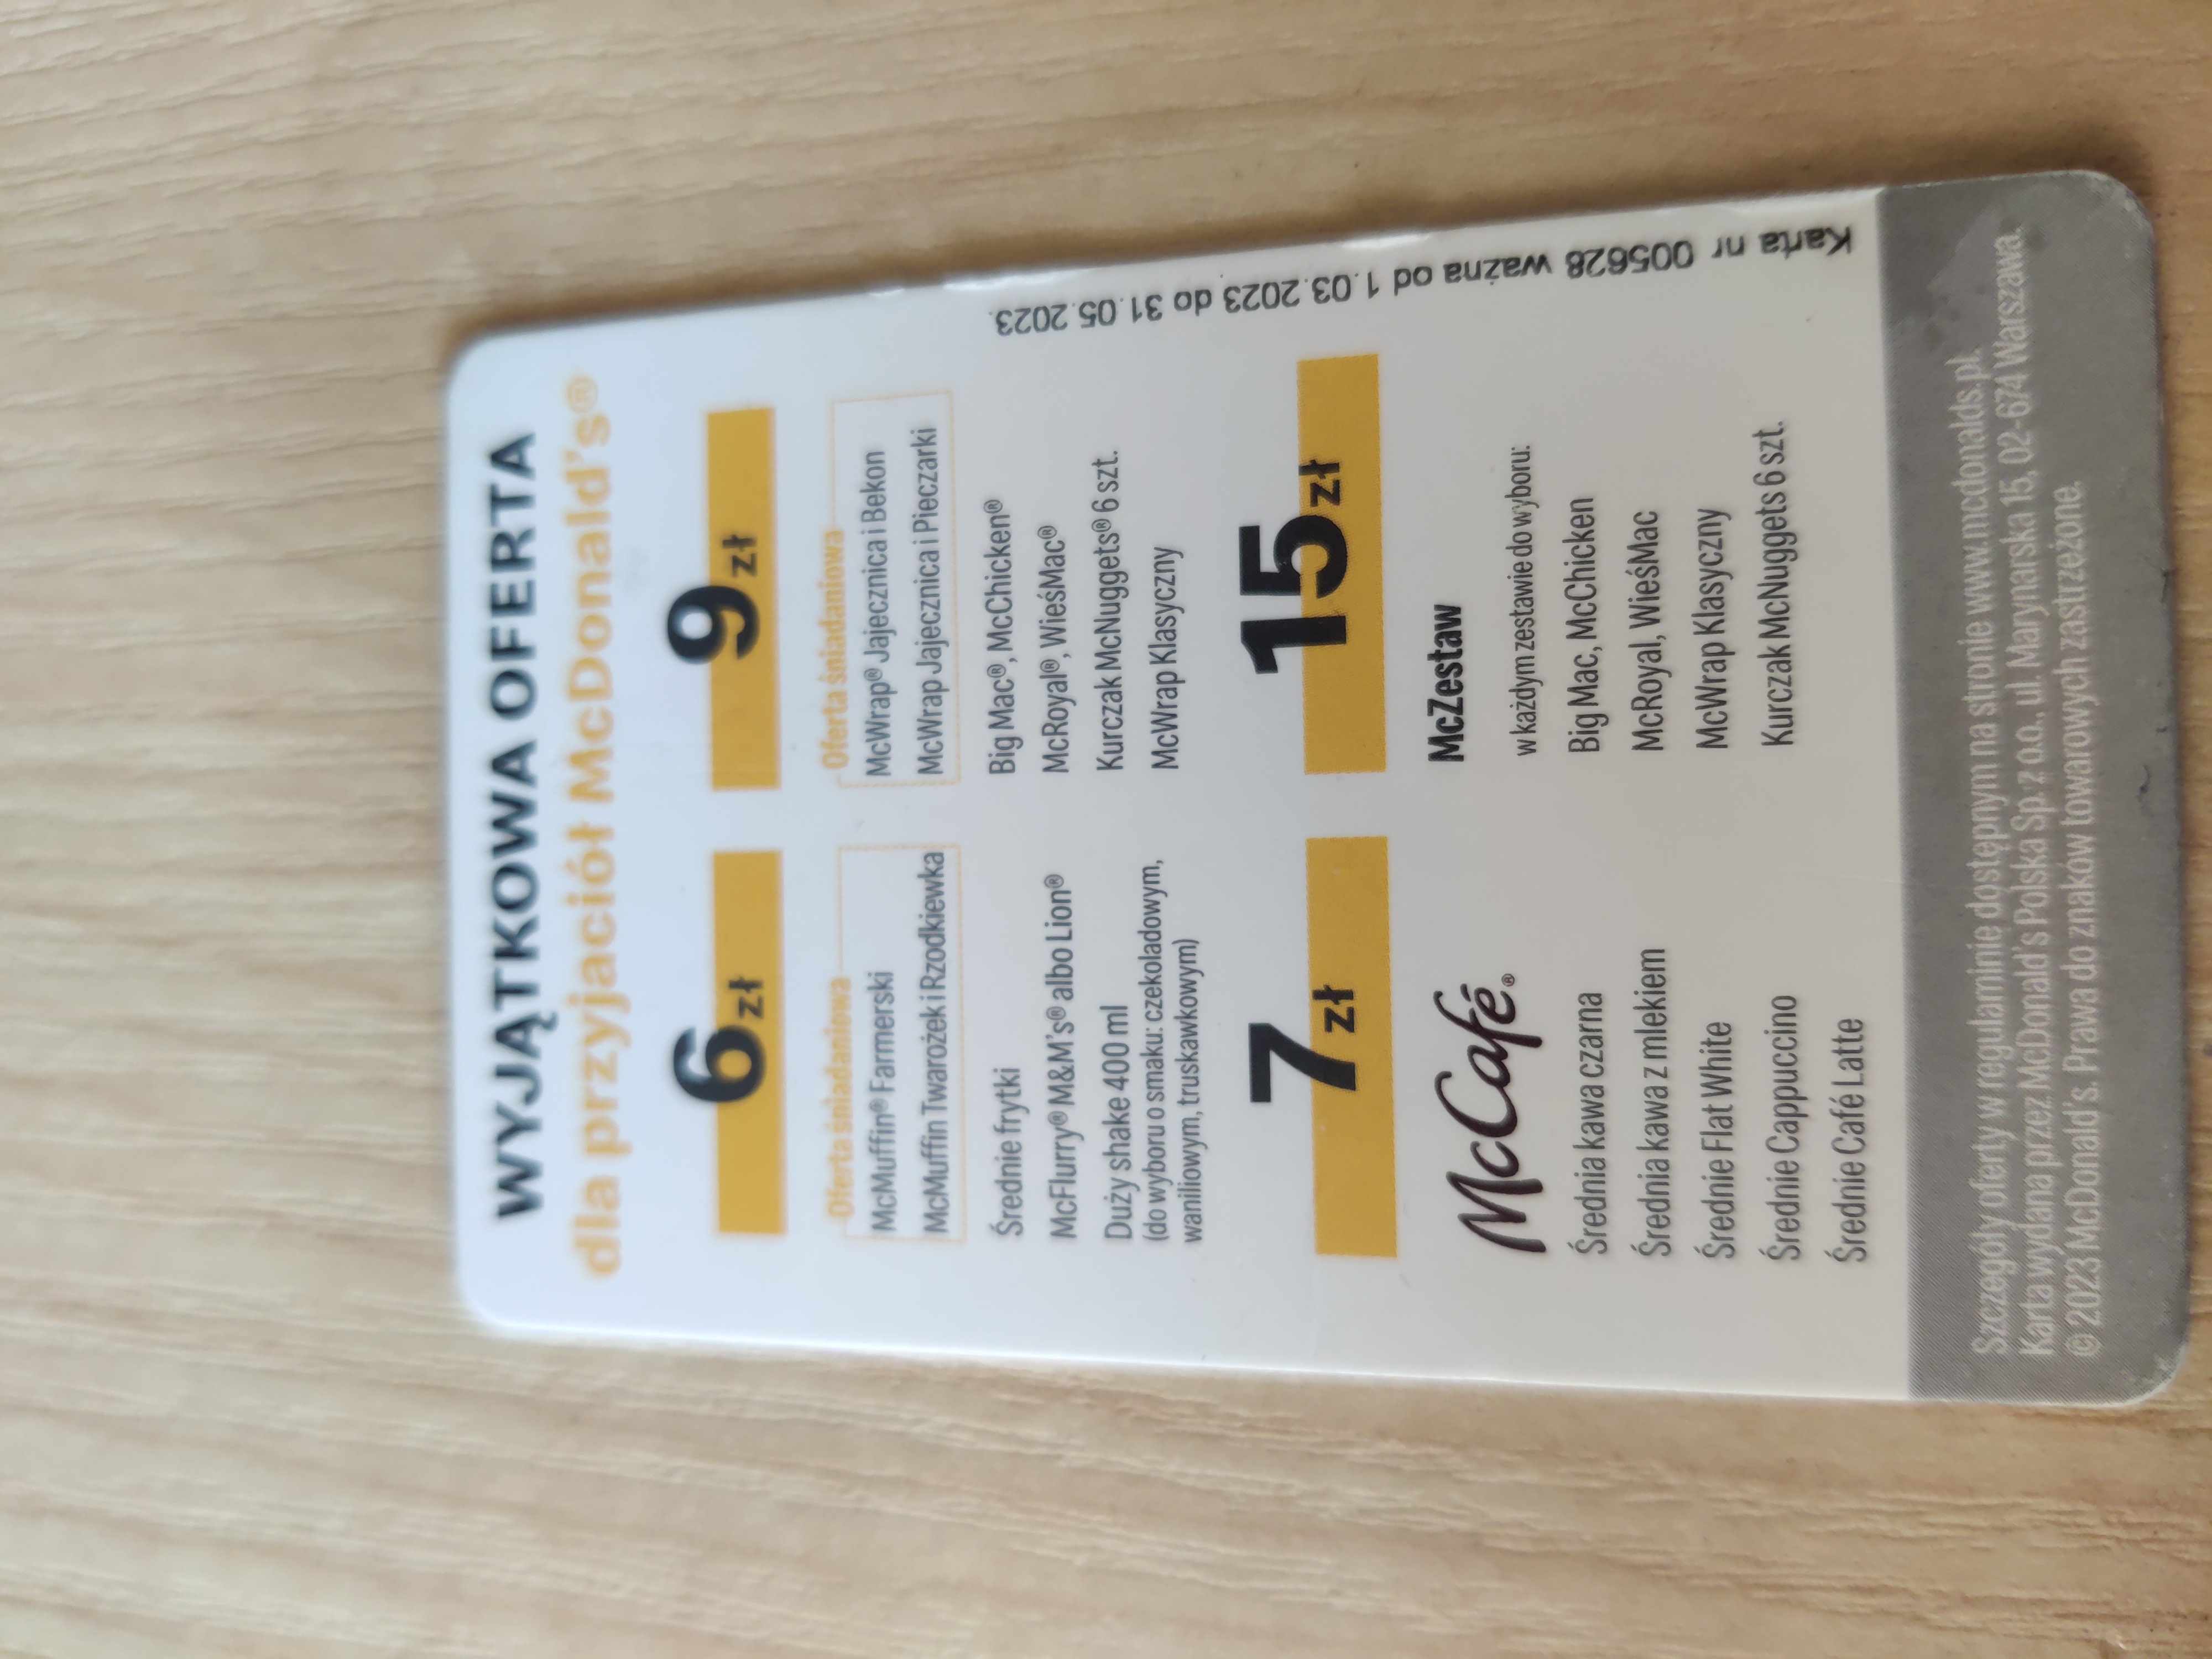 WYJĄTKOWA OFERTA
dla przyjaciół McDonald's®
6 zł
Oferta śniadaniowa
McMuffin® Farmerski
McMuffin Twarożek i Rzodkiewka
Średnie frytki
McFlurry® M&M's® albo Lion®
Duży shake 400 ml
(do wyboru o smaku: czekoladowym,
waniliowym, truskawkowym)
9 zł
Oferta śniadaniowa
McWrap® Jajecznica i Bekon
McWrap Jajecznica i Pieczarki
Big Mac®, McChicken®
McRoyal®, WieśMac®
Kurczak McNuggets® 6 szt.
McWrap Klasyczny
7 zł
McCafé®
Średnia kawa czarna
Średnia kawa z mlekiem
Średnie Flat White
Średnie Cappuccino
Średnie Café Latte
15 zł
McZestaw
w każdym zestawie do wyboru:
Big Mac, McChicken
McRoyal, WieśMac
McWrap Klasyczny
Kurczak McNuggets 6 szt.
Karta nr 005628 ważna od 1.03.2023 do 31.05.2023.
Szczegóły oferty w regulaminie dostępnym na stronie www.mcdonalds.pl.
Karta wydana przez McDonald's Polska Sp. z o.o., ul. Marynarska 15, 02-674 Warszawa.
© 2023 McDonald's. Prawa do znaków towarowych zastrzeżone.